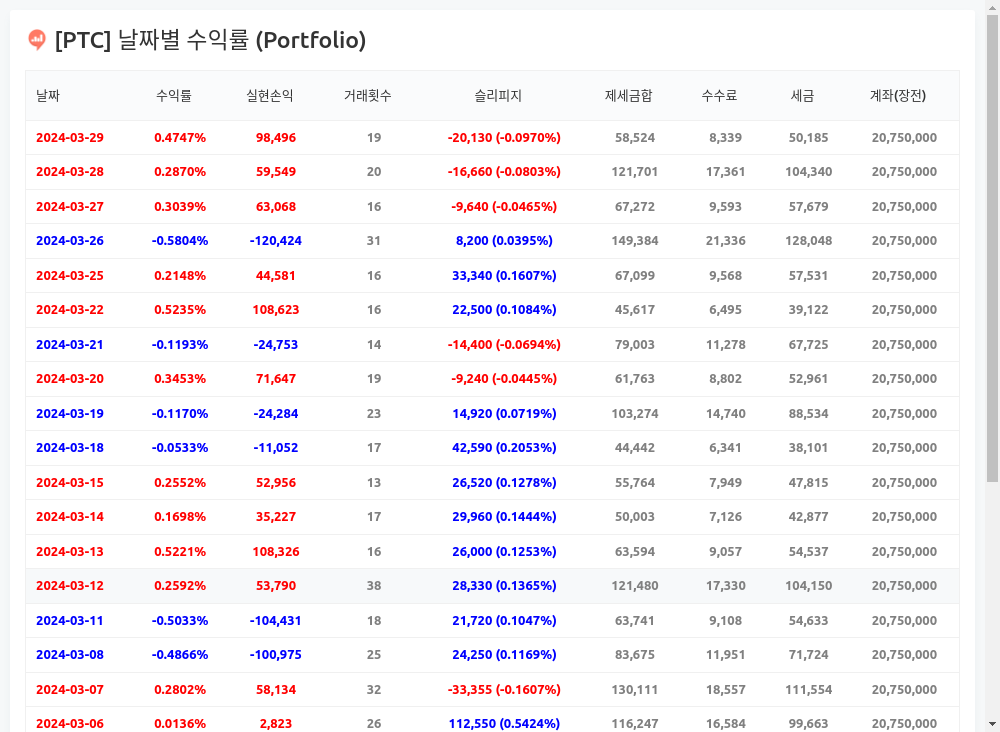 [PTC] 날짜별 수익률 (Portfolio)
날짜 수익률 실현손익 거래횟수 슬리피지 제세금합 수수료 세금 계좌(장전)
2024-03-29 0.4747% 98,496 19 -20,130 (-0.0970%) 58,524 8,339 50,185 20,750,000
2024-03-28 0.2870% 59,549 20 -16,660 (-0.0803%) 121,701 17,361 104,340 20,750,000
2024-03-27 0.3039% 63,068 16 -9,640 (-0.0465%) 67,272 9,593 57,679 20,750,000
2024-03-26 -0.5804% -120,424 31 8,200 (0.0395%) 149,384 21,336 128,048 20,750,000
2024-03-25 0.2148% 44,581 16 33,340 (0.1607%) 67,099 9,568 57,531 20,750,000
2024-03-22 0.5235% 108,623 16 22,500 (0.1084%) 45,617 6,495 39,122 20,750,000
2024-03-21 -0.1193% -24,753 14 -14,400 (-0.0694%) 79,003 11,278 67,725 20,750,000
2024-03-20 0.3453% 71,647 19 -9,240 (-0.0445%) 61,763 8,802 52,961 20,750,000
2024-03-19 -0.1170% -24,284 23 14,920 (0.0719%) 103,274 14,740 88,534 20,750,000
2024-03-18 -0.0533% -11,052 17 42,590 (0.2053%) 44,442 6,341 38,101 20,750,000
2024-03-15 0.2552% 52,956 13 26,520 (0.1278%) 55,764 7,949 47,815 20,750,000
2024-03-14 0.1698% 35,227 17 29,960 (0.1444%) 50,003 7,126 42,877 20,750,000
2024-03-13 0.5221% 108,326 16 26,000 (0.1253%) 63,594 9,057 54,537 20,750,000
2024-03-12 0.2592% 53,790 38 28,330 (0.1365%) 121,480 17,330 104,150 20,750,000
2024-03-11 -0.5033% -104,431 18 21,720 (0.1047%) 63,741 9,108 54,633 20,750,000
2024-03-08 -0.4866% -100,975 25 24,250 (0.1169%) 83,675 11,951 71,724 20,750,000
2024-03-07 0.2802% 58,134 32 -33,355 (-0.1607%) 130,111 18,557 111,554 20,750,000
2024-03-06 0.0136% 2,823 26 112,550 (0.5424%) 116,247 16,584 99,663 20,750,000